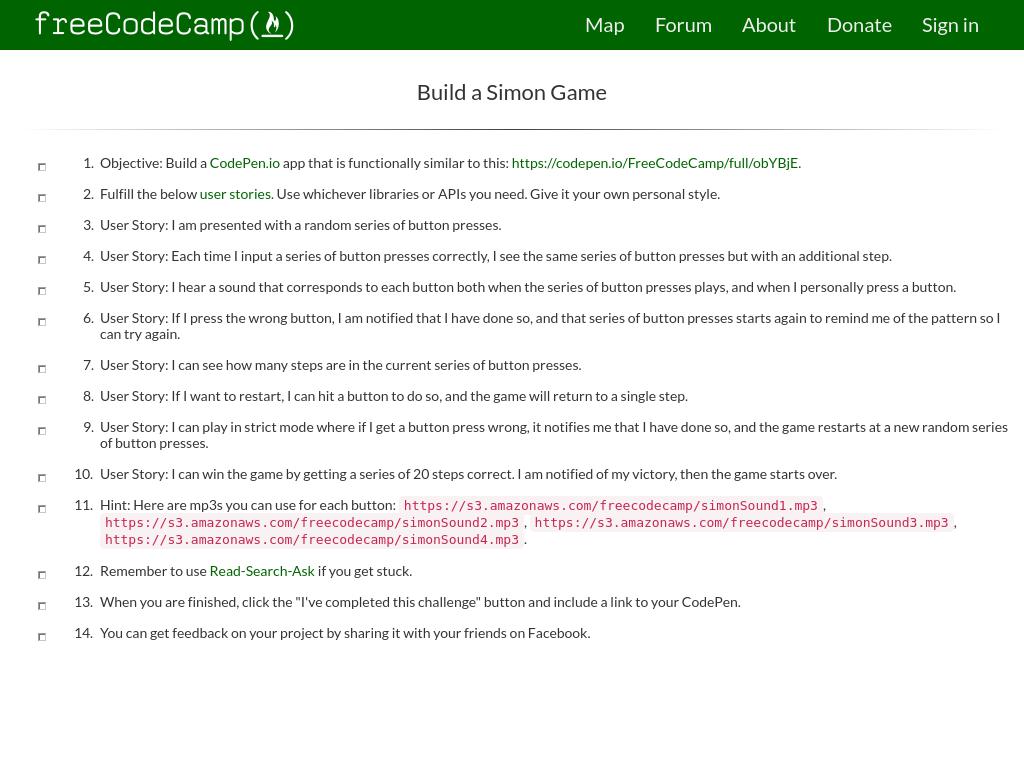 freeCodeCamp(🔥)
Map Forum About Donate Sign in
Build a Simon Game
1. Objective: Build a CodePen.io app that is functionally similar to this: https://codepen.io/FreeCodeCamp/full/obYBjE.
2. Fulfill the below user stories. Use whichever libraries or APIs you need. Give it your own personal style.
3. User Story: I am presented with a random series of button presses.
4. User Story: Each time I input a series of button presses correctly, I see the same series of button presses but with an additional step.
5. User Story: I hear a sound that corresponds to each button both when the series of button presses plays, and when I personally press a button.
6. User Story: If I press the wrong button, I am notified that I have done so, and that series of button presses starts again to remind me of the pattern so I
can try again.
7. User Story: I can see how many steps are in the current series of button presses.
8. User Story: If I want to restart, I can hit a button to do so, and the game will return to a single step.
9. User Story: I can play in strict mode where if I get a button press wrong, it notifies me that I have done so, and the game restarts at a new random series
of button presses.
10. User Story: I can win the game by getting a series of 20 steps correct. I am notified of my victory, then the game starts over.
11. Hint: Here are mp3s you can use for each button: https://s3.amazonaws.com/freecodecamp/simonSound1.mp3 ,
https://s3.amazonaws.com/freecodecamp/simonSound2.mp3 , https://s3.amazonaws.com/freecodecamp/simonSound3.mp3 ,
https://s3.amazonaws.com/freecodecamp/simonSound4.mp3 .
12. Remember to use Read-Search-Ask if you get stuck.
13. When you are finished, click the "I've completed this challenge" button and include a link to your CodePen.
14. You can get feedback on your project by sharing it with your friends on Facebook.